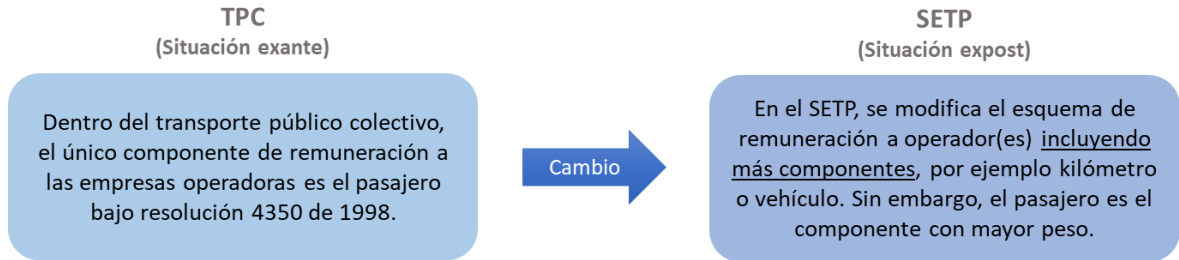 TPC
(Situación exante)
Dentro del transporte público colectivo,
el único componente de remuneración a
las empresas operadoras es el pasajero
bajo resolución 4350 de 1998.
Cambio
SETP
(Situación expost)
En el SETP, se modifica el esquema de
remuneración a operador(es) incluyendo
más componentes, por ejemplo kilómetro
o vehículo. Sin embargo, el pasajero es el
componente con mayor peso.